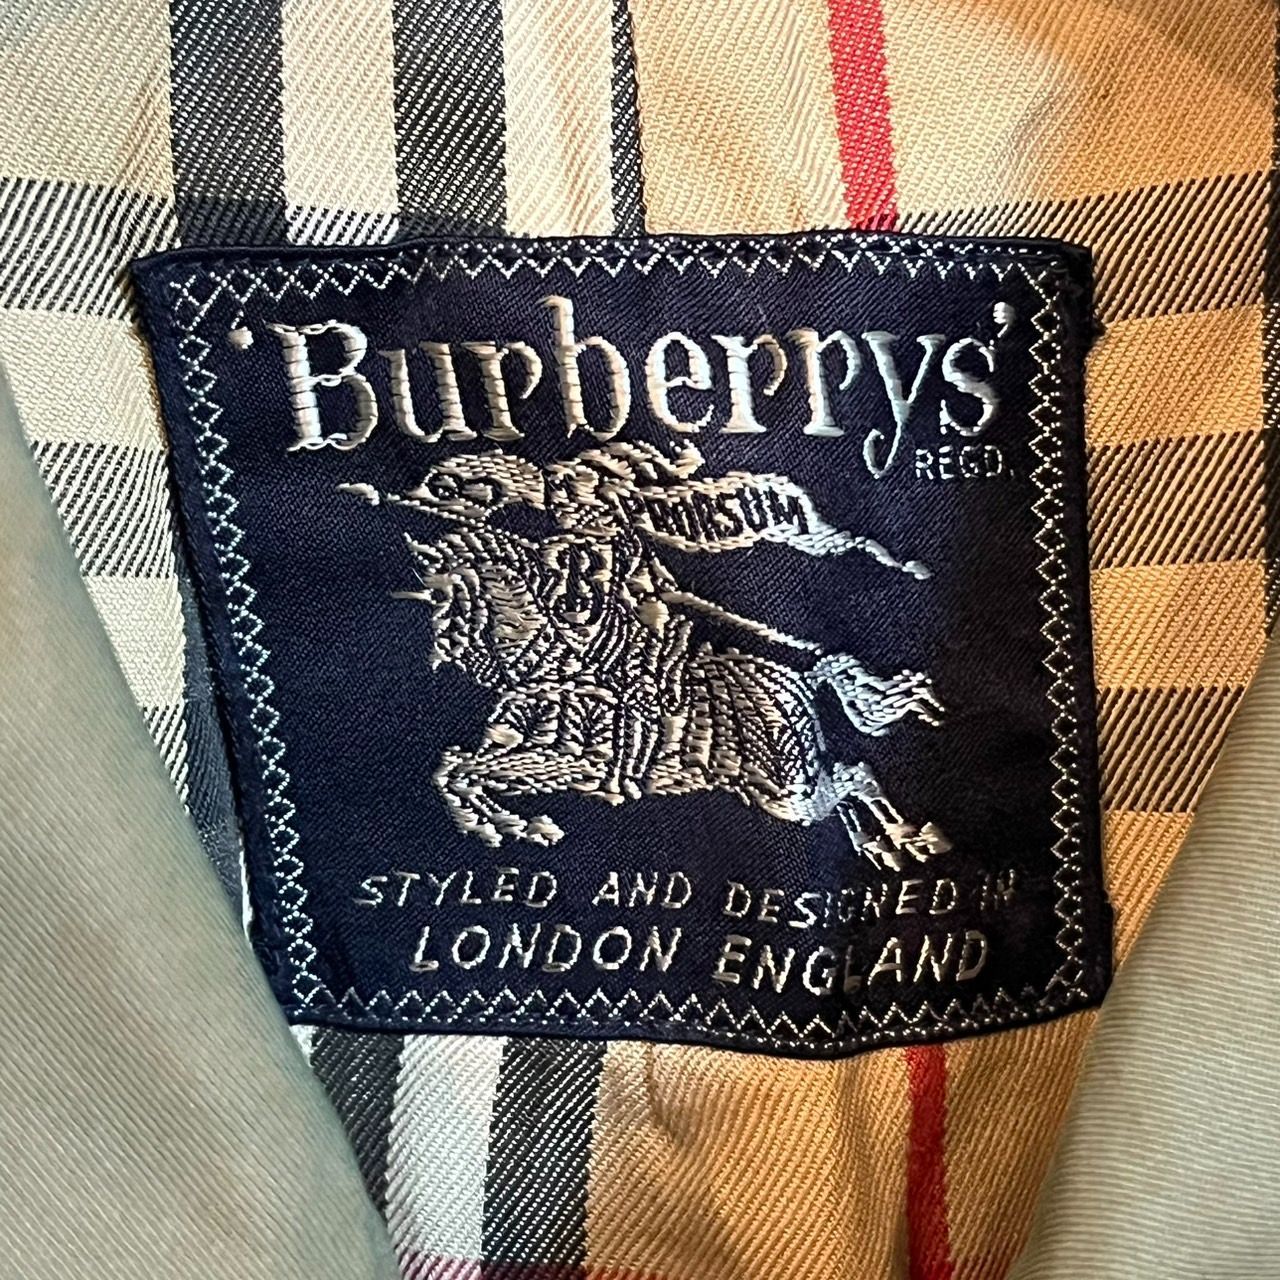 'Burberrys'
REGD.
PRORSUM
B
STYLED AND DESIGNED IN
LONDON ENGLAND